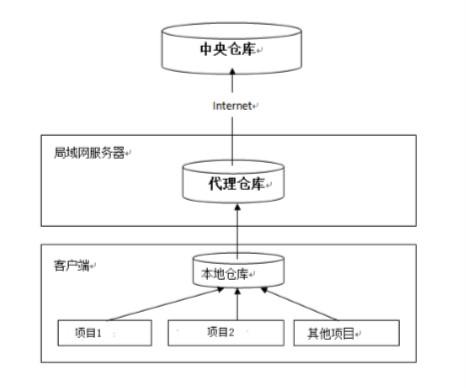 中央仓库
Internet
局域网服务器
代理仓库
客户端
本地仓库
项目1
项目2
其他项目